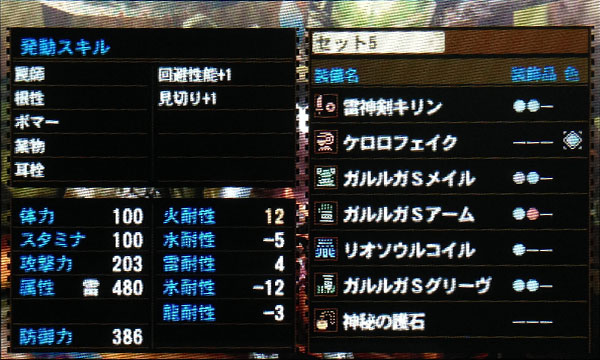 発動スキル
罠師 回避性能+1
根性 見切り+1
ボマー
業物
耳栓
体力 100 火耐性 12
スタミナ 100 水耐性 -5
攻撃力 203 雷耐性 4
属性 雷 480 氷耐性 -12
龍耐性 -3
防御力 386
セット5
装備名 装飾品 色
雷神剣キリン
ケロロフェイク
ガルルガSメイル
ガルルガSアーム
リオソウルコイル
ガルルガSグリーヴ
神秘の護石